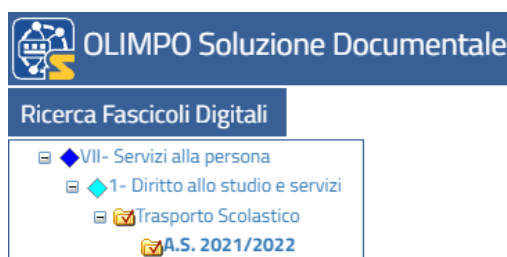 OLIMPO Soluzione Documentale
Ricerca Fascicoli Digitali
VII- Servizi alla persona
1- Diritto allo studio e servizi
Trasporto Scolastico
A.S. 2021/2022